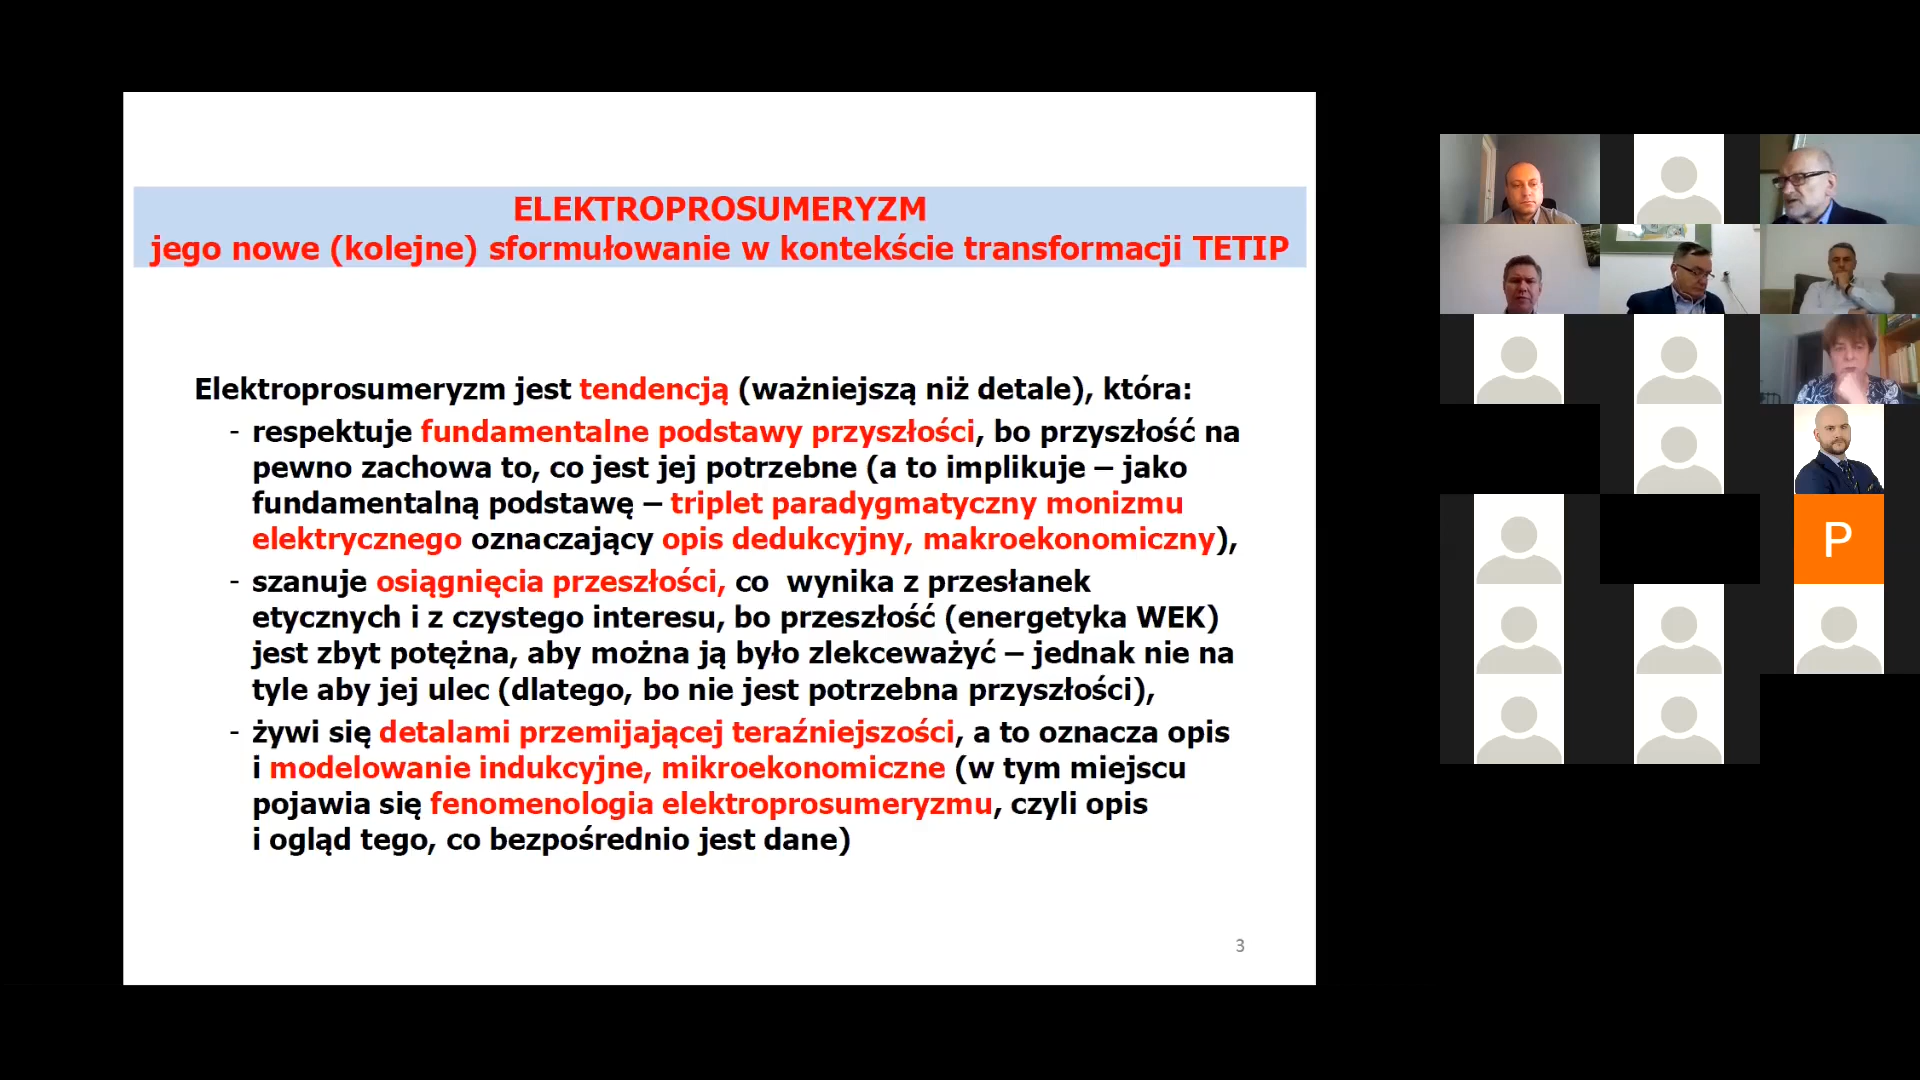 ELEKTROPROSUMERYZM
jego nowe (kolejne) sformułowanie w kontekście transformacji TETIP
Elektroprosumeryzm jest tendencją (ważniejszą niż detale), która:
- respektuje fundamentalne podstawy przyszłości, bo przyszłość na
pewno zachowa to, co jest jej potrzebne (a to implikuje – jako
fundamentalną podstawę – triplet paradygmatyczny monizmu
elektrycznego oznaczający opis dedukcyjny, makroekonomiczny),
- szanuje osiągnięcia przeszłości, co  wynika z przesłanek
etycznych i z czystego interesu, bo przeszłość (energetyka WEK)
jest zbyt potężna, aby można ją było zlekceważyć – jednak nie na
tyle aby jej ulec (dlatego, bo nie jest potrzebna przyszłości),
- żywi się detalami przemijającej teraźniejszości, a to oznacza opis
i modelowanie indukcyjne, mikroekonomiczne (w tym miejscu
pojawia się fenomenologia elektroprosumeryzmu, czyli opis
i ogląd tego, co bezpośrednio jest dane)
3
P